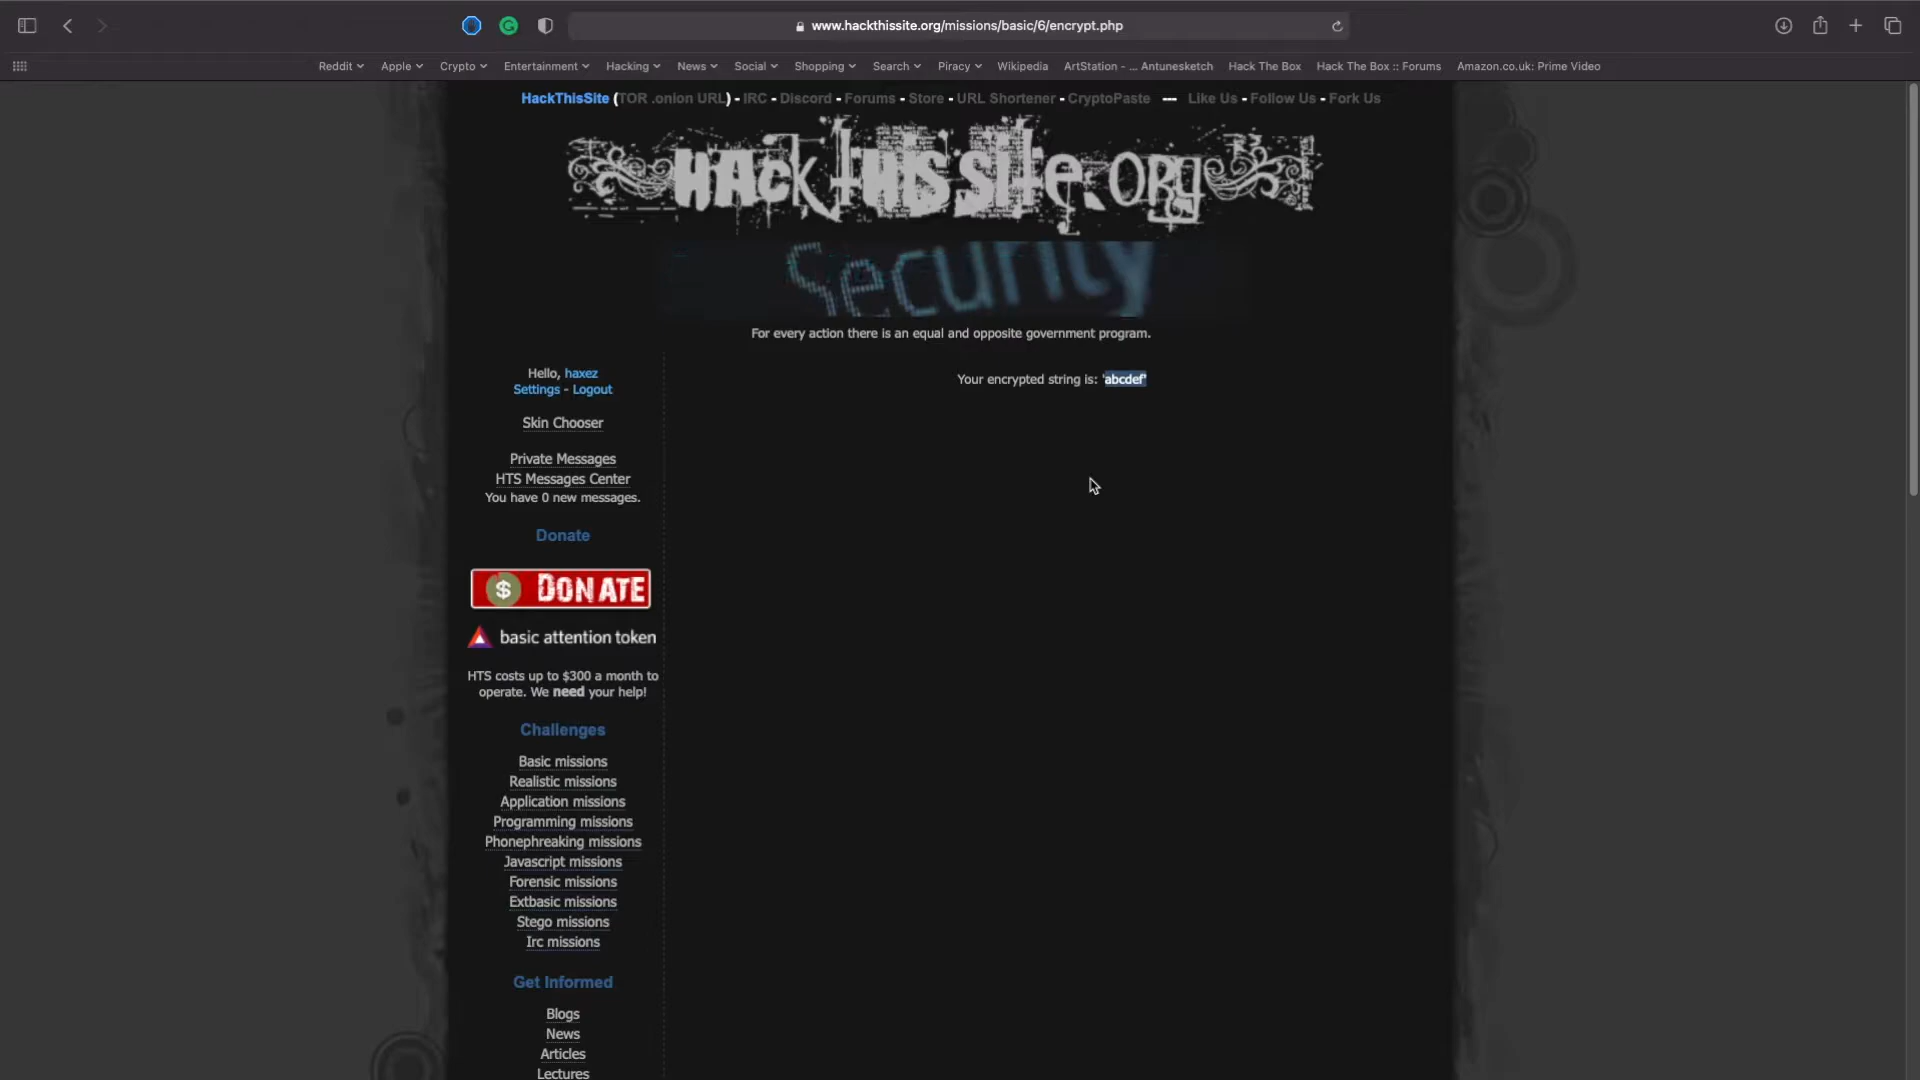 www.hackthissite.org/missions/basic/6/encrypt.php
Reddit Apple Crypto Entertainment Hacking News Social Shopping Search Piracy Wikipedia ArtStation - ... Antunesketch Hack The Box Hack The Box :: Forums Amazon.co.uk: Prime Video
HackThisSite (TOR .onion URL) - IRC - Discord - Forums - Store - URL Shortener - CryptoPaste --- Like Us - Follow Us - Fork Us
HAck this site.ORg
Security
For every action there is an equal and opposite government program.
Hello, haxez
Settings - Logout
Skin Chooser
Private Messages
HTS Messages Center
You have 0 new messages.
Donate
$ DONATE
basic attention token
HTS costs up to $300 a month to
operate. We need your help!
Challenges
Basic missions
Realistic missions
Application missions
Programming missions
Phonephreaking missions
Javascript missions
Forensic missions
Extbasic missions
Stego missions
Irc missions
Get Informed
Blogs
News
Articles
Lectures
Your encrypted string is: 'abcdef'